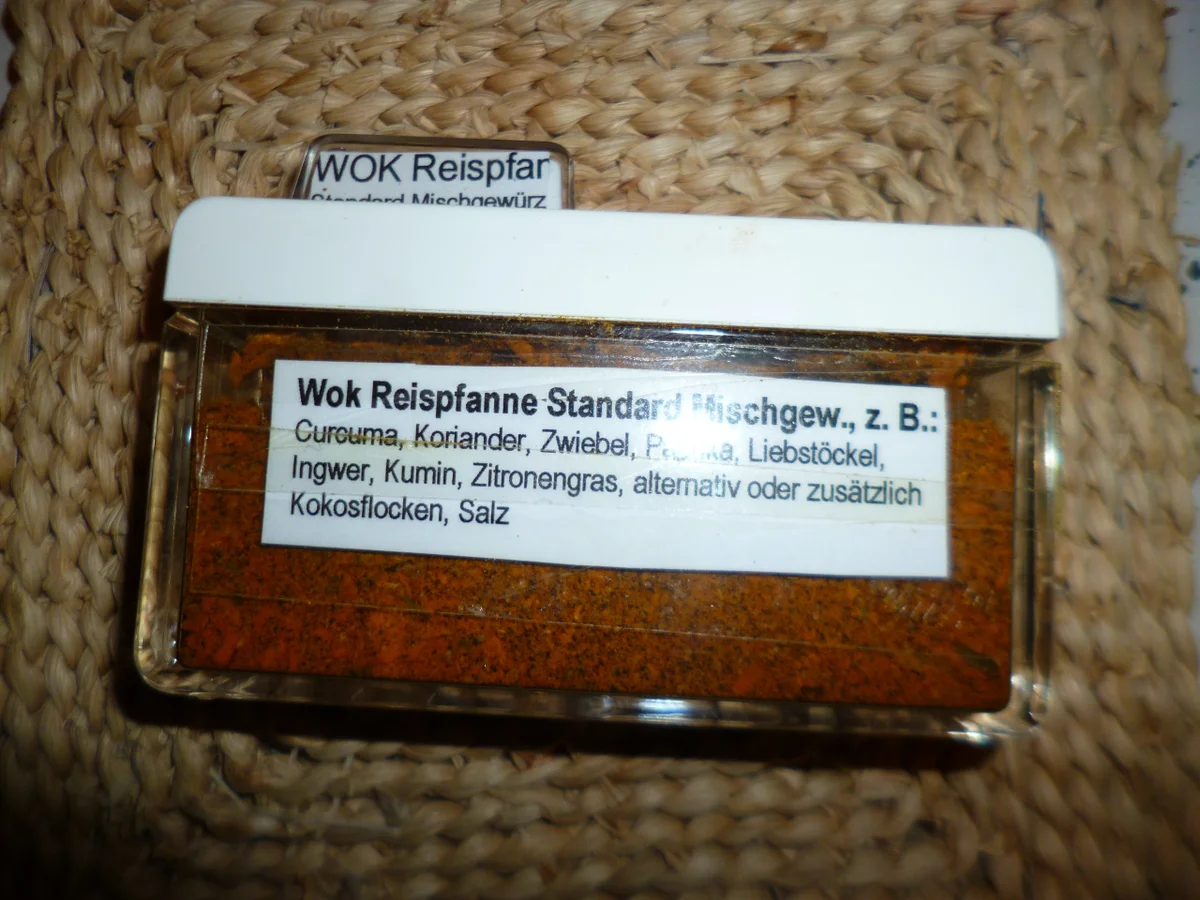 WOK Reispfan
Standard Mischgewürz
Wok Reispfanne Standard Mischgew., z. B.:
Curcuma, Koriander, Zwiebel, Paprika, Liebstöckel,
Ingwer, Kumin, Zitronengras, alternativ oder zusätzlich
Kokosflocken, Salz